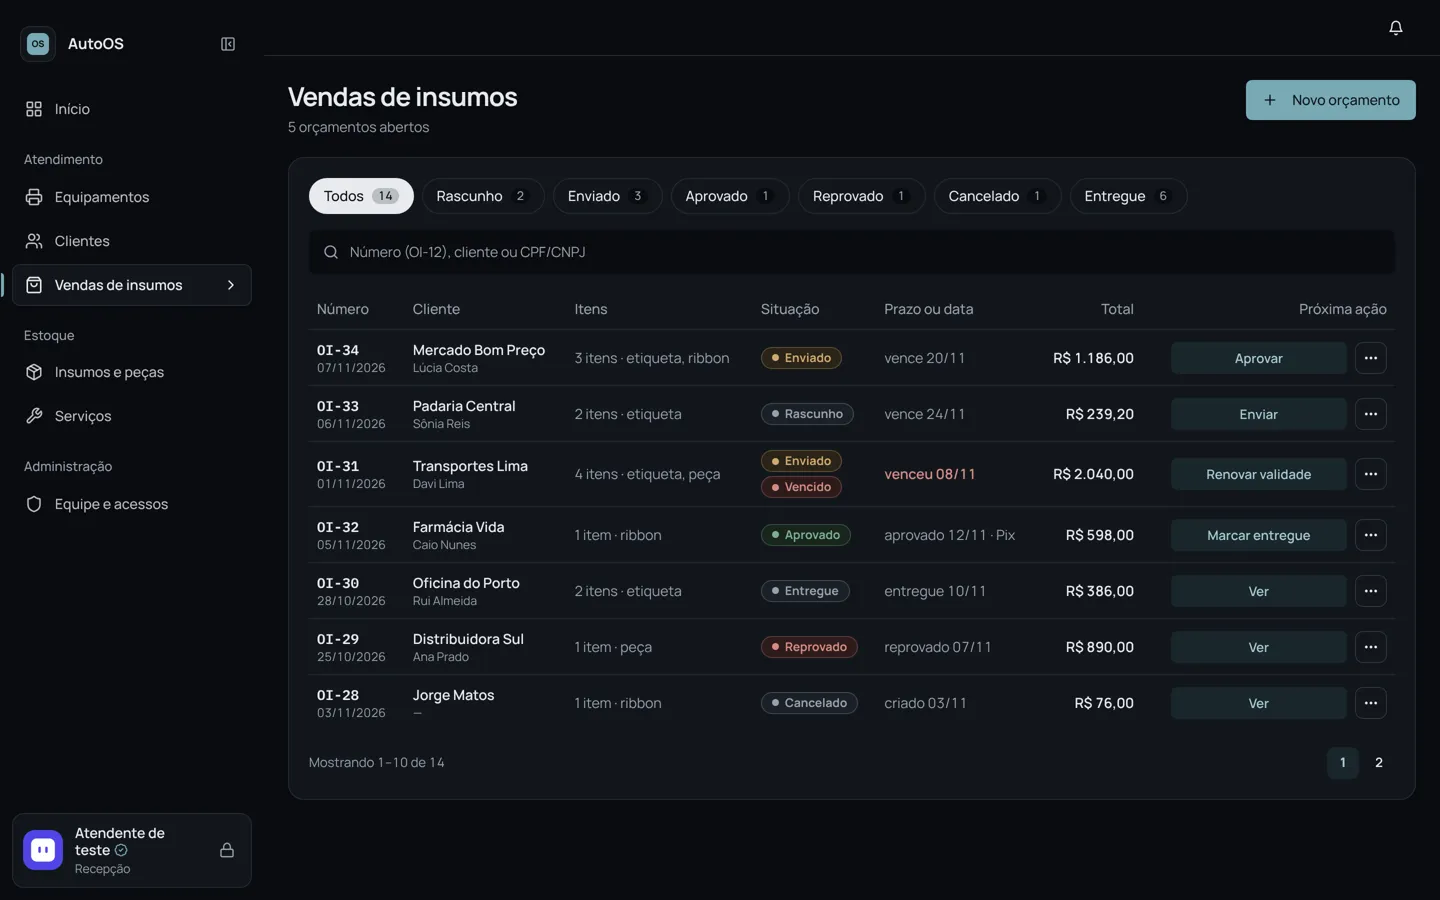 OS AutoOS
Início
Atendimento
Equipamentos
Clientes
Vendas de insumos
Estoque
Insumos e peças
Serviços
Administração
Equipe e acessos
Atendente de
teste
Recepção
Vendas de insumos
5 orçamentos abertos
Novo orçamento
Todos 14 Rascunho 2 Enviado 3 Aprovado 1 Reprovado 1 Cancelado 1 Entregue 6
Número (OI-12), cliente ou CPF/CNPJ
Número Cliente Itens Situação Prazo ou data Total Próxima ação
OI-34 Mercado Bom Preço 3 itens · etiqueta, ribbon Enviado vence 20/11 R$ 1.186,00 Aprovar
07/11/2026 Lúcia Costa
OI-33 Padaria Central 2 itens · etiqueta Rascunho vence 24/11 R$ 239,20 Enviar
06/11/2026 Sônia Reis
OI-31 Transportes Lima 4 itens · etiqueta, peça Enviado venceu 08/11 R$ 2.040,00 Renovar validade
01/11/2026 Davi Lima Vencido
OI-32 Farmácia Vida 1 item · ribbon Aprovado aprovado 12/11 · Pix R$ 598,00 Marcar entregue
05/11/2026 Caio Nunes
OI-30 Oficina do Porto 2 itens · etiqueta Entregue entregue 10/11 R$ 386,00 Ver
28/10/2026 Rui Almeida
OI-29 Distribuidora Sul 1 item · peça Reprovado reprovado 07/11 R$ 890,00 Ver
25/10/2026 Ana Prado
OI-28 Jorge Matos 1 item · ribbon Cancelado criado 03/11 R$ 76,00 Ver
03/11/2026 —
Mostrando 1–10 de 14 1 2